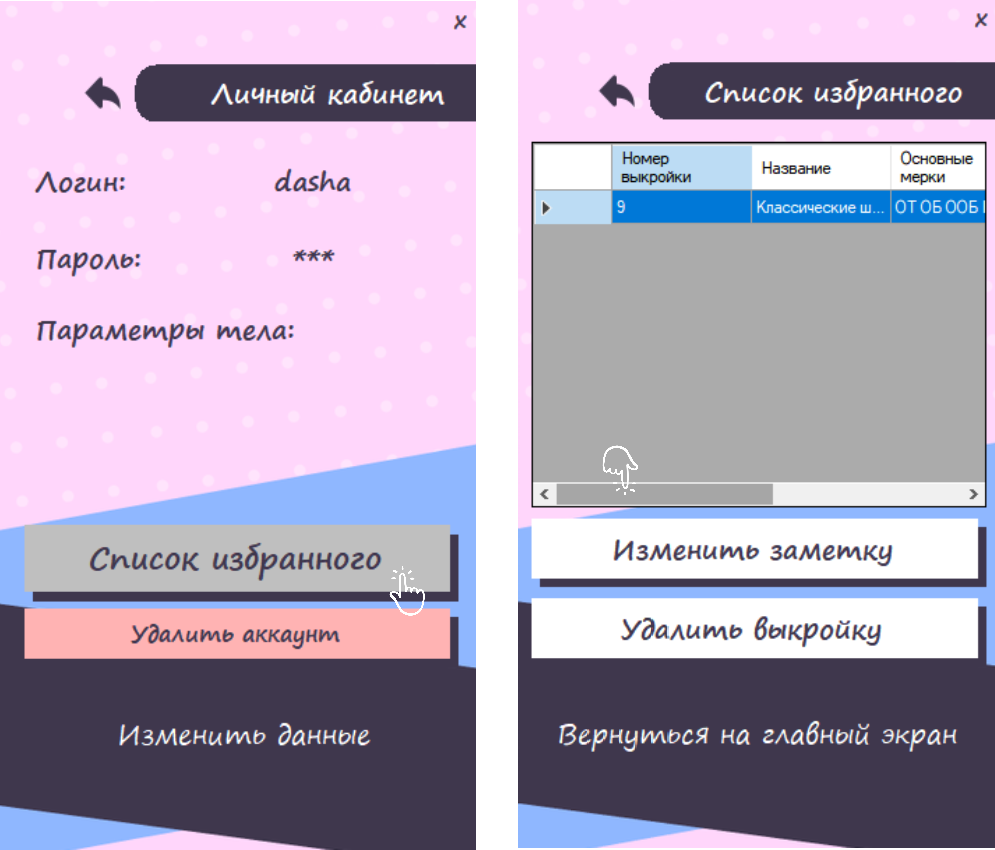 x
Личный кабинет
Логин: dasha
Пароль: ***
Параметры тела:
Список избранного
Удалить аккаунт
Изменить данные
x
Список избранного
Номер выкройки
Название
Основные мерки
9
Классические ш...
ОТ ОБ ООБ
Изменить заметку
Удалить выкройку
Вернуться на главный экран